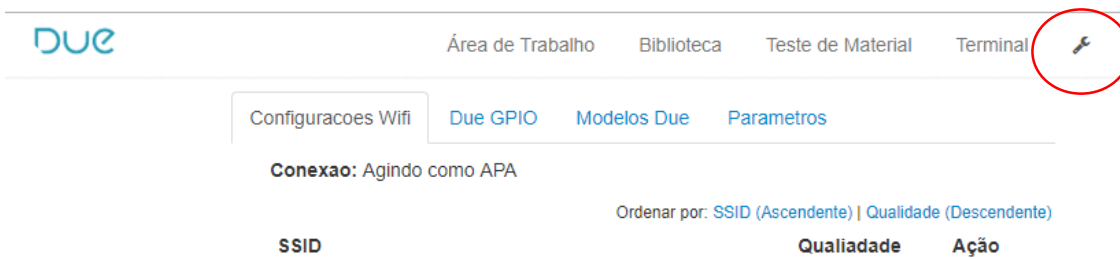 Due Área de Trabalho Biblioteca Teste de Material Terminal
Configuracoes Wifi Due GPIO Modelos Due Parametros
Conexao: Agindo como APA
Ordenar por: SSID (Ascendente) | Qualidade (Descendente)
SSID Qualiadade Ação